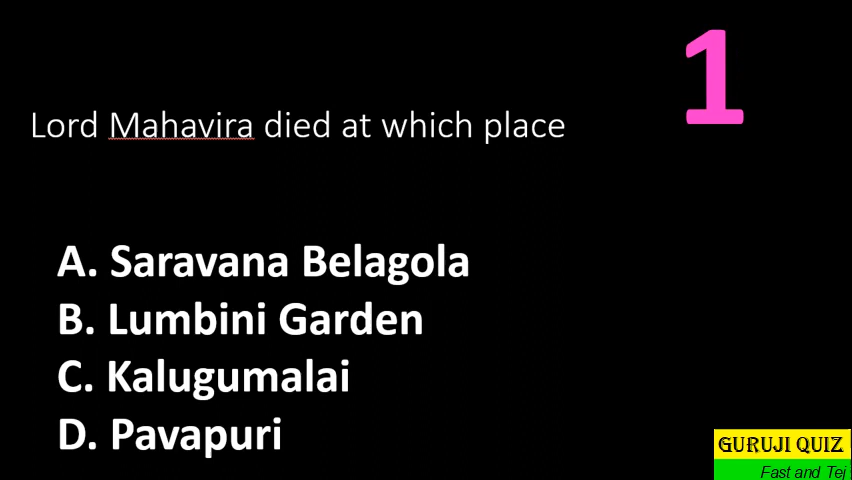 1
Lord Mahavira died at which place
A. Saravana Belagola
B. Lumbini Garden
C. Kalugumalai
D. Pavapuri
GURUJI QUIZ
Fast and Tej